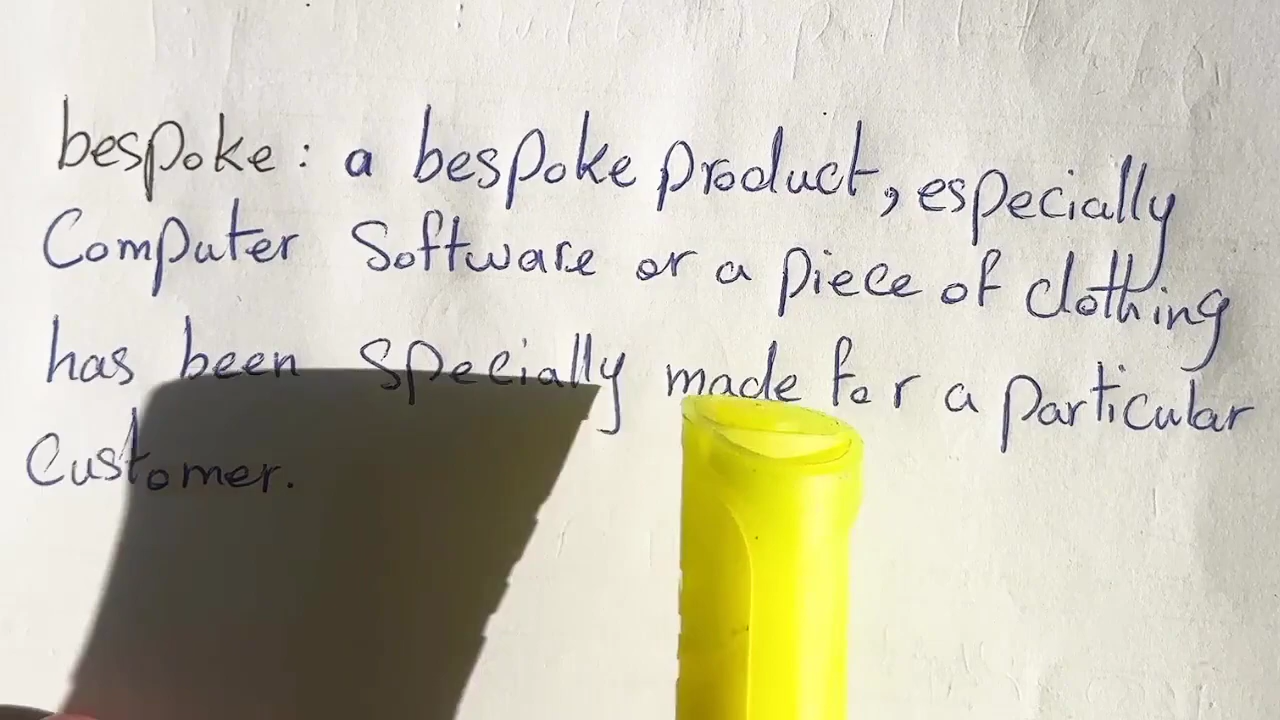 bespoke: a bespoke product, especially
Computer Software or a piece of clothing
has been specially made for a particular
Customer.